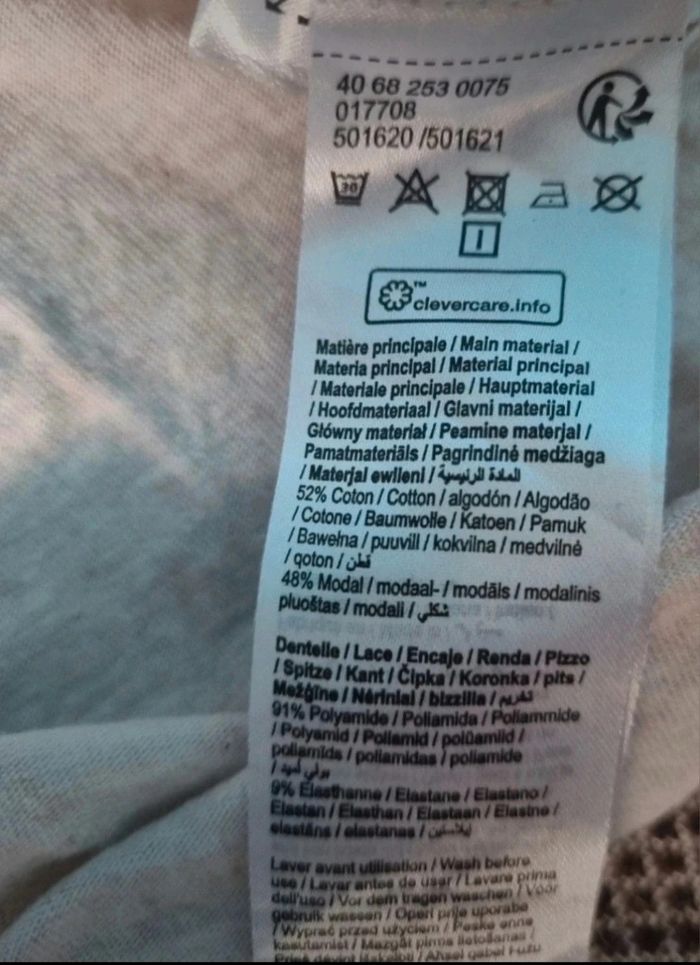 40 68 253 0075
017708
501620 /501621
30
I
clevercare.info™
Matière principale / Main material /
Materia principal / Material principal
/ Materiale principale / Hauptmaterial
/ Hoofdmateriaal / Glavni materijal /
Główny materiał / Peamine materjal /
Pamatmateriāls / Pagrindinė medžiaga
/ Materjal ewlieni / المادة الرئيسية
52% Coton / Cotton / algodón / Algodão
/ Cotone / Baumwolle / Katoen / Pamuk
/ Bawełna / puuvill / kokvilna / medvilnė
/ qoton / قطن
48% Modal / modaal- / modāls / modalinis
pluoštas / modali / شكلي
Dentelle / Lace / Encaje / Renda / Pizzo
/ Spitze / Kant / Čipka / Koronka / pits /
Mežģīne / Nėriniai / bizzilla /
91% Polyamide / Poliamida / Poliammide
/ Polyamid / Poliamid / polüamiid /
poliamīds / poliamidas / poliamide
/
9% Élasthanne / Elastane / Elastano /
Elastan / Elasthan / Elastaan / Elastne /
elastāns / elastanas /
Laver avant utilisation / Wash before
use / Lavar antes de usar / Lavare prima
dell'uso / Vor dem tragen waschen / Vóór
gebruik wassen / Operi prije uporabe
/ Wyprać przed użyciem / Peske enne
kasutamist / Mazgāt pirms lietošanas /